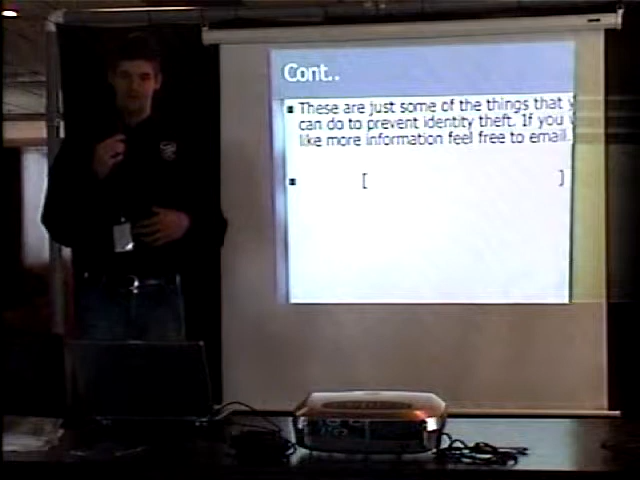 Cont..
▪ These are just some of the things that y
can do to prevent identity theft. If you
like more information feel free to email.
▪ [ ]